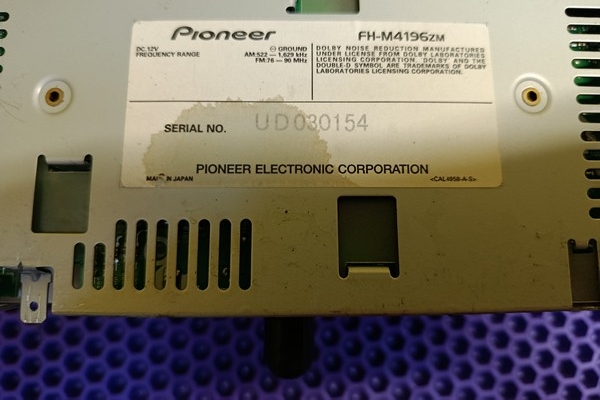 Pioneer FH-M4196ZM
DC.12V ⊖ GROUND
FREQUENCY RANGE AM:522 — 1,629 kHz
FM:76 — 90 MHz
DOLBY NOISE REDUCTION MANUFACTURED
UNDER LICENSE FROM DOLBY LABORATORIES
LICENSING CORPORATION. "DOLBY" AND THE
DOUBLE-D SYMBOL ARE TRADEMARKS OF DOLBY
LABORATORIES LICENSING CORPORATION.
SERIAL NO. UD030154
PIONEER ELECTRONIC CORPORATION
MADE IN JAPAN <CAL4958-A-S>